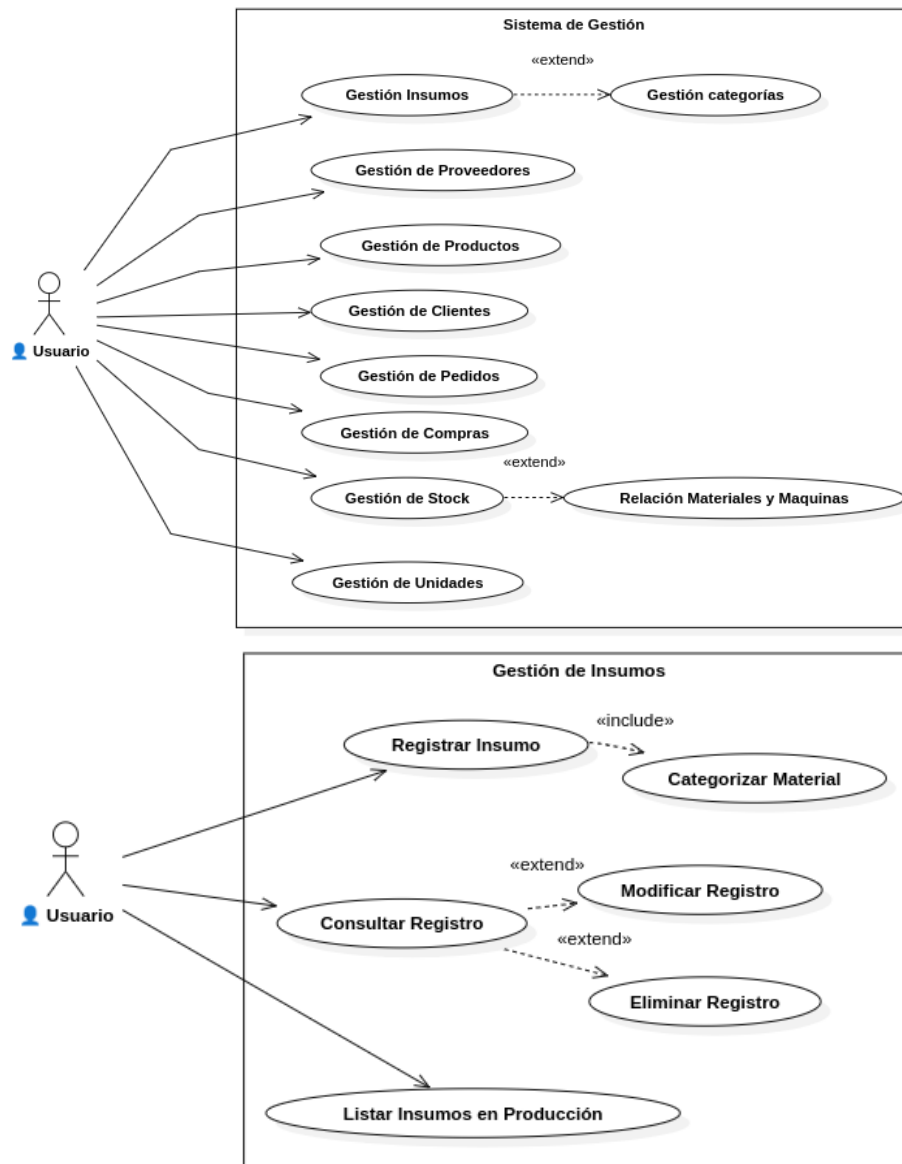 Sistema de Gestión
«extend»
Gestión Insumos
Gestión categorías
Gestión de Proveedores
Gestión de Productos
Gestión de Clientes
Usuario
Gestión de Pedidos
Gestión de Compras
«extend»
Gestión de Stock
Relación Materiales y Maquinas
Gestión de Unidades
Gestión de Insumos
«include»
Registrar Insumo
Categorizar Material
«extend»
Modificar Registro
Usuario
Consultar Registro
«extend»
Eliminar Registro
Listar Insumos en Producción